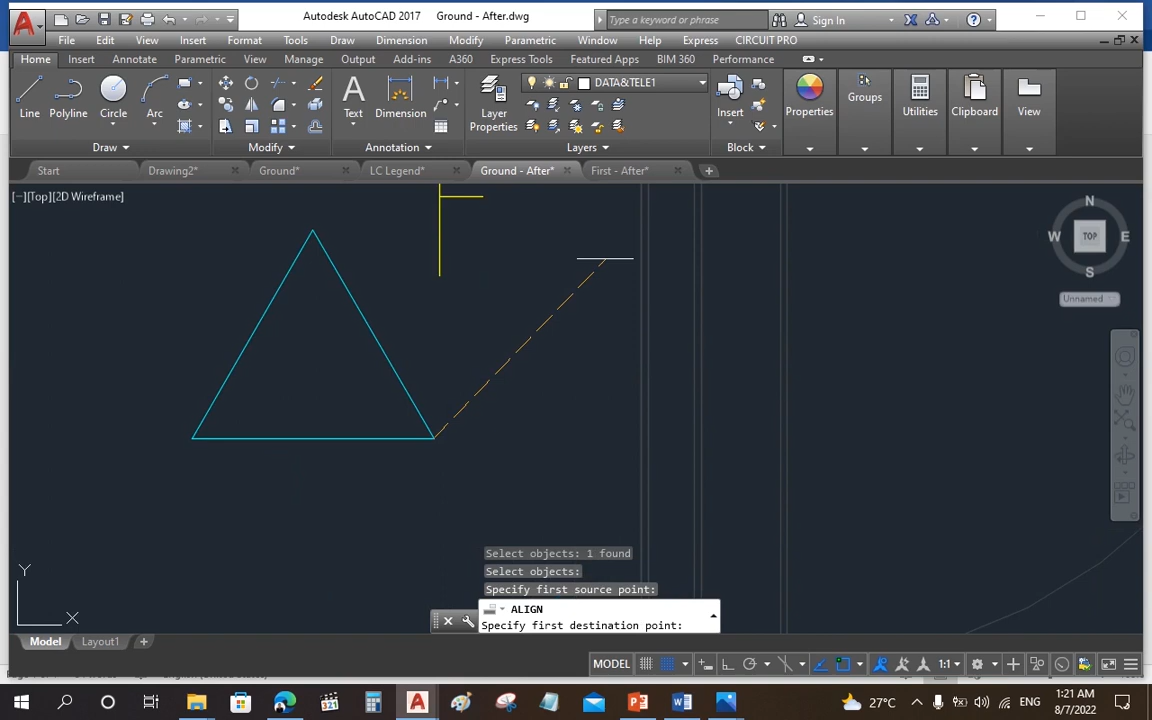 Autodesk AutoCAD 2017 Ground - After.dwg
Type a keyword or phrase
Sign In
File Edit View Insert Format Tools Draw Dimension Modify Parametric Window Help Express CIRCUIT PRO
Home Insert Annotate Parametric View Manage Output Add-ins A360 Express Tools Featured Apps BIM 360 Performance
Line Polyline Circle Arc
Text Dimension
Layer Properties
DATA&TELE1
Insert
Properties
Groups
Utilities
Clipboard
View
Draw Modify Annotation Layers Block
Start Drawing2* Ground* LC Legend* Ground - After* First - After*
[−][Top][2D Wireframe]
N
W TOP E
S
Unnamed
Y
X
Select objects: 1 found
Select objects:
Specify first source point:
ALIGN
Specify first destination point:
Model Layout1
MODEL
1:1
321
27°C
ENG
1:21 AM
8/7/2022